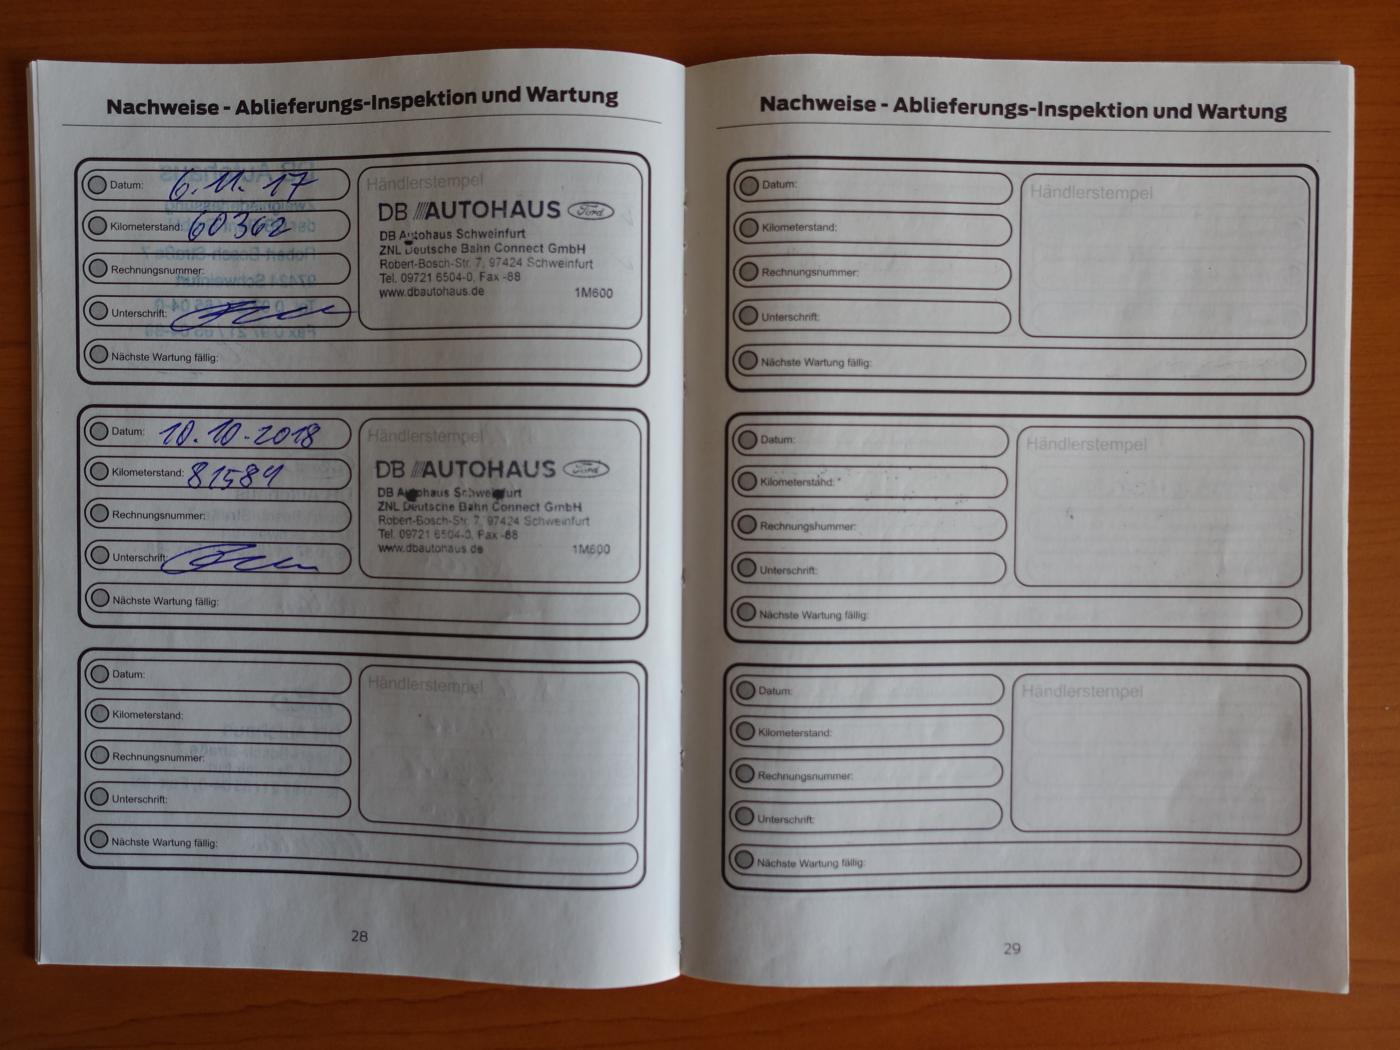 Nachweise - Ablieferungs-Inspektion und Wartung
Datum: 6.11.17
Kilometerstand: 60362
Rechnungsnummer:
Unterschrift:
Nächste Wartung fällig:
Händlerstempel
DB AUTOHAUS Ford
DB Autohaus Schweinfurt
ZNL Deutsche Bahn Connect GmbH
Robert-Bosch-Str. 7, 97424 Schweinfurt
Tel. 09721 6504-0, Fax -88
www.dbautohaus.de 1M600
Datum: 10.10.2018
Kilometerstand: 81584
Rechnungsnummer:
Unterschrift:
Nächste Wartung fällig:
Händlerstempel
DB AUTOHAUS Ford
DB Autohaus Schweinfurt
ZNL Deutsche Bahn Connect GmbH
Robert-Bosch-Str. 7, 97424 Schweinfurt
Tel. 09721 6504-0, Fax -88
www.dbautohaus.de 1M600
Datum:
Kilometerstand:
Rechnungsnummer:
Unterschrift:
Nächste Wartung fällig:
Händlerstempel
28
Nachweise - Ablieferungs-Inspektion und Wartung
Datum:
Kilometerstand:
Rechnungsnummer:
Unterschrift:
Nächste Wartung fällig:
Händlerstempel
Datum:
Kilometerstand:
Rechnungsnummer:
Unterschrift:
Nächste Wartung fällig:
Händlerstempel
Datum:
Kilometerstand:
Rechnungsnummer:
Unterschrift:
Nächste Wartung fällig:
Händlerstempel
29